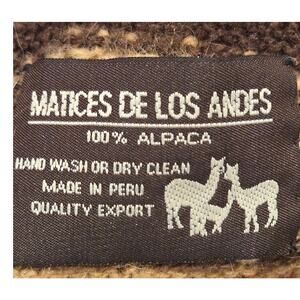 MATICES DE LOS ANDES
100% ALPACA
HAND WASH OR DRY CLEAN
MADE IN PERU
QUALITY EXPORT